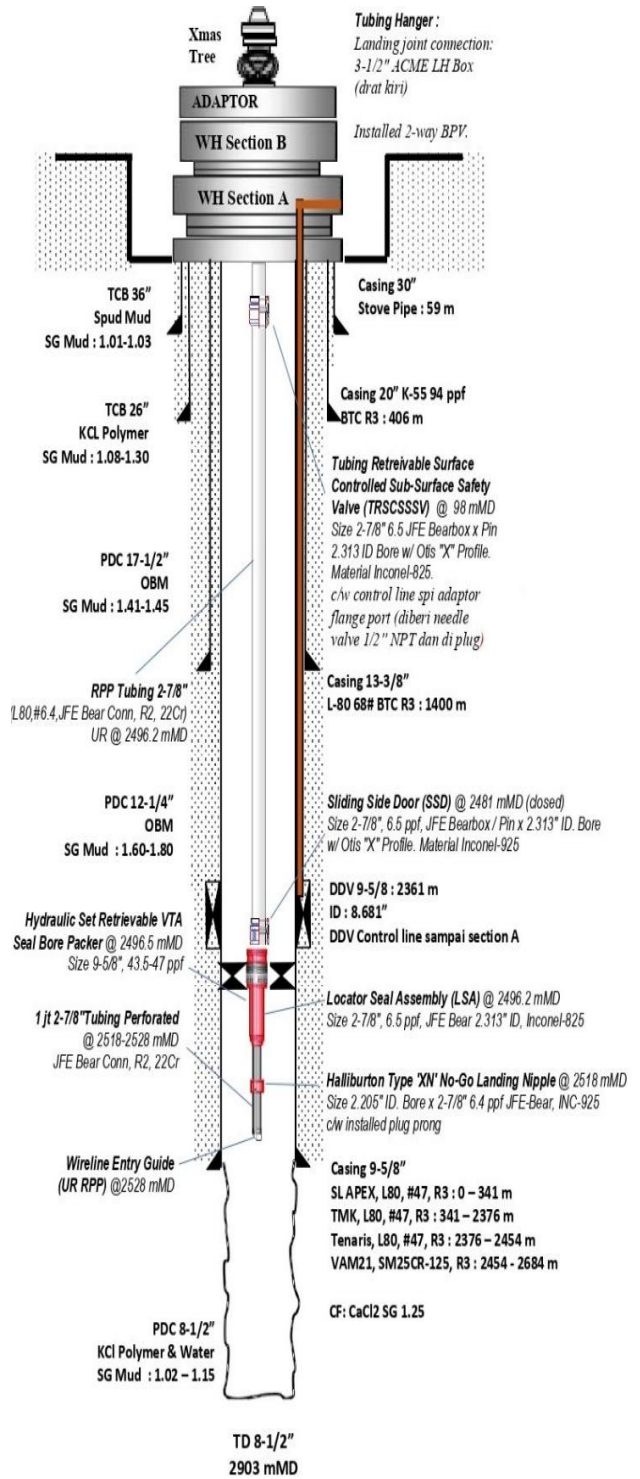 Xmas
Tree
ADAPTOR
WH Section B
WH Section A
Tubing Hanger :
Landing joint connection:
3-1/2" ACME LH Box
(drat kiri)
Installed 2-way BPV.
TCB 36”
Spud Mud
SG Mud : 1.01-1.03
Casing 30”
Stove Pipe : 59 m
TCB 26”
KCL Polymer
SG Mud : 1.08-1.30
Casing 20” K-55 94 ppf
BTC R3 : 406 m
Tubing Retreivable Surface
Controlled Sub-Surface Safety
Valve (TRSCSSSV) @ 98 mMD
Size 2-7/8" 6.5 JFE Bearbox x Pin
2.313 ID Bore w/ Otis "X" Profile.
Material Inconel-825.
c/w control line spi adaptor
flange port (diberi needle
valve 1/2" NPT dan di plug)
PDC 17-1/2”
OBM
SG Mud : 1.41-1.45
RPP Tubing 2-7/8"
(L80,#6.4,JFE Bear Conn, R2, 22Cr)
UR @ 2496.2 mMD
Casing 13-3/8”
L-80 68# BTC R3 : 1400 m
PDC 12-1/4”
OBM
SG Mud : 1.60-1.80
Sliding Side Door (SSD) @ 2481 mMD (closed)
Size 2-7/8", 6.5 ppf, JFE Bearbox / Pin x 2.313" ID. Bore
w/ Otis "X" Profile. Material Inconel-925
DDV 9-5/8 : 2361 m
ID : 8.681”
DDV Control line sampai section A
Hydraulic Set Retrievable VTA
Seal Bore Packer @ 2496.5 mMD
Size 9-5/8", 43.5-47 ppf
Locator Seal Assembly (LSA) @ 2496.2 mMD
Size 2-7/8", 6.5 ppf, JFE Bear 2.313" ID, Inconel-825
1 jt 2-7/8"Tubing Perforated
@ 2518-2528 mMD
JFE Bear Conn, R2, 22Cr
Halliburton Type 'XN' No-Go Landing Nipple @ 2518 mMD
Size 2.205" ID. Bore x 2-7/8" 6.4 ppf JFE-Bear, INC-925
c/w installed plug prong
Wireline Entry Guide
(UR RPP) @2528 mMD
Casing 9-5/8”
SL APEX, L80, #47, R3 : 0 – 341 m
TMK, L80, #47, R3 : 341 – 2376 m
Tenaris, L80, #47, R3 : 2376 – 2454 m
VAM21, SM25CR-125, R3 : 2454 - 2684 m
CF: CaCl2 SG 1.25
PDC 8-1/2”
KCl Polymer & Water
SG Mud : 1.02 – 1.15
TD 8-1/2”
2903 mMD